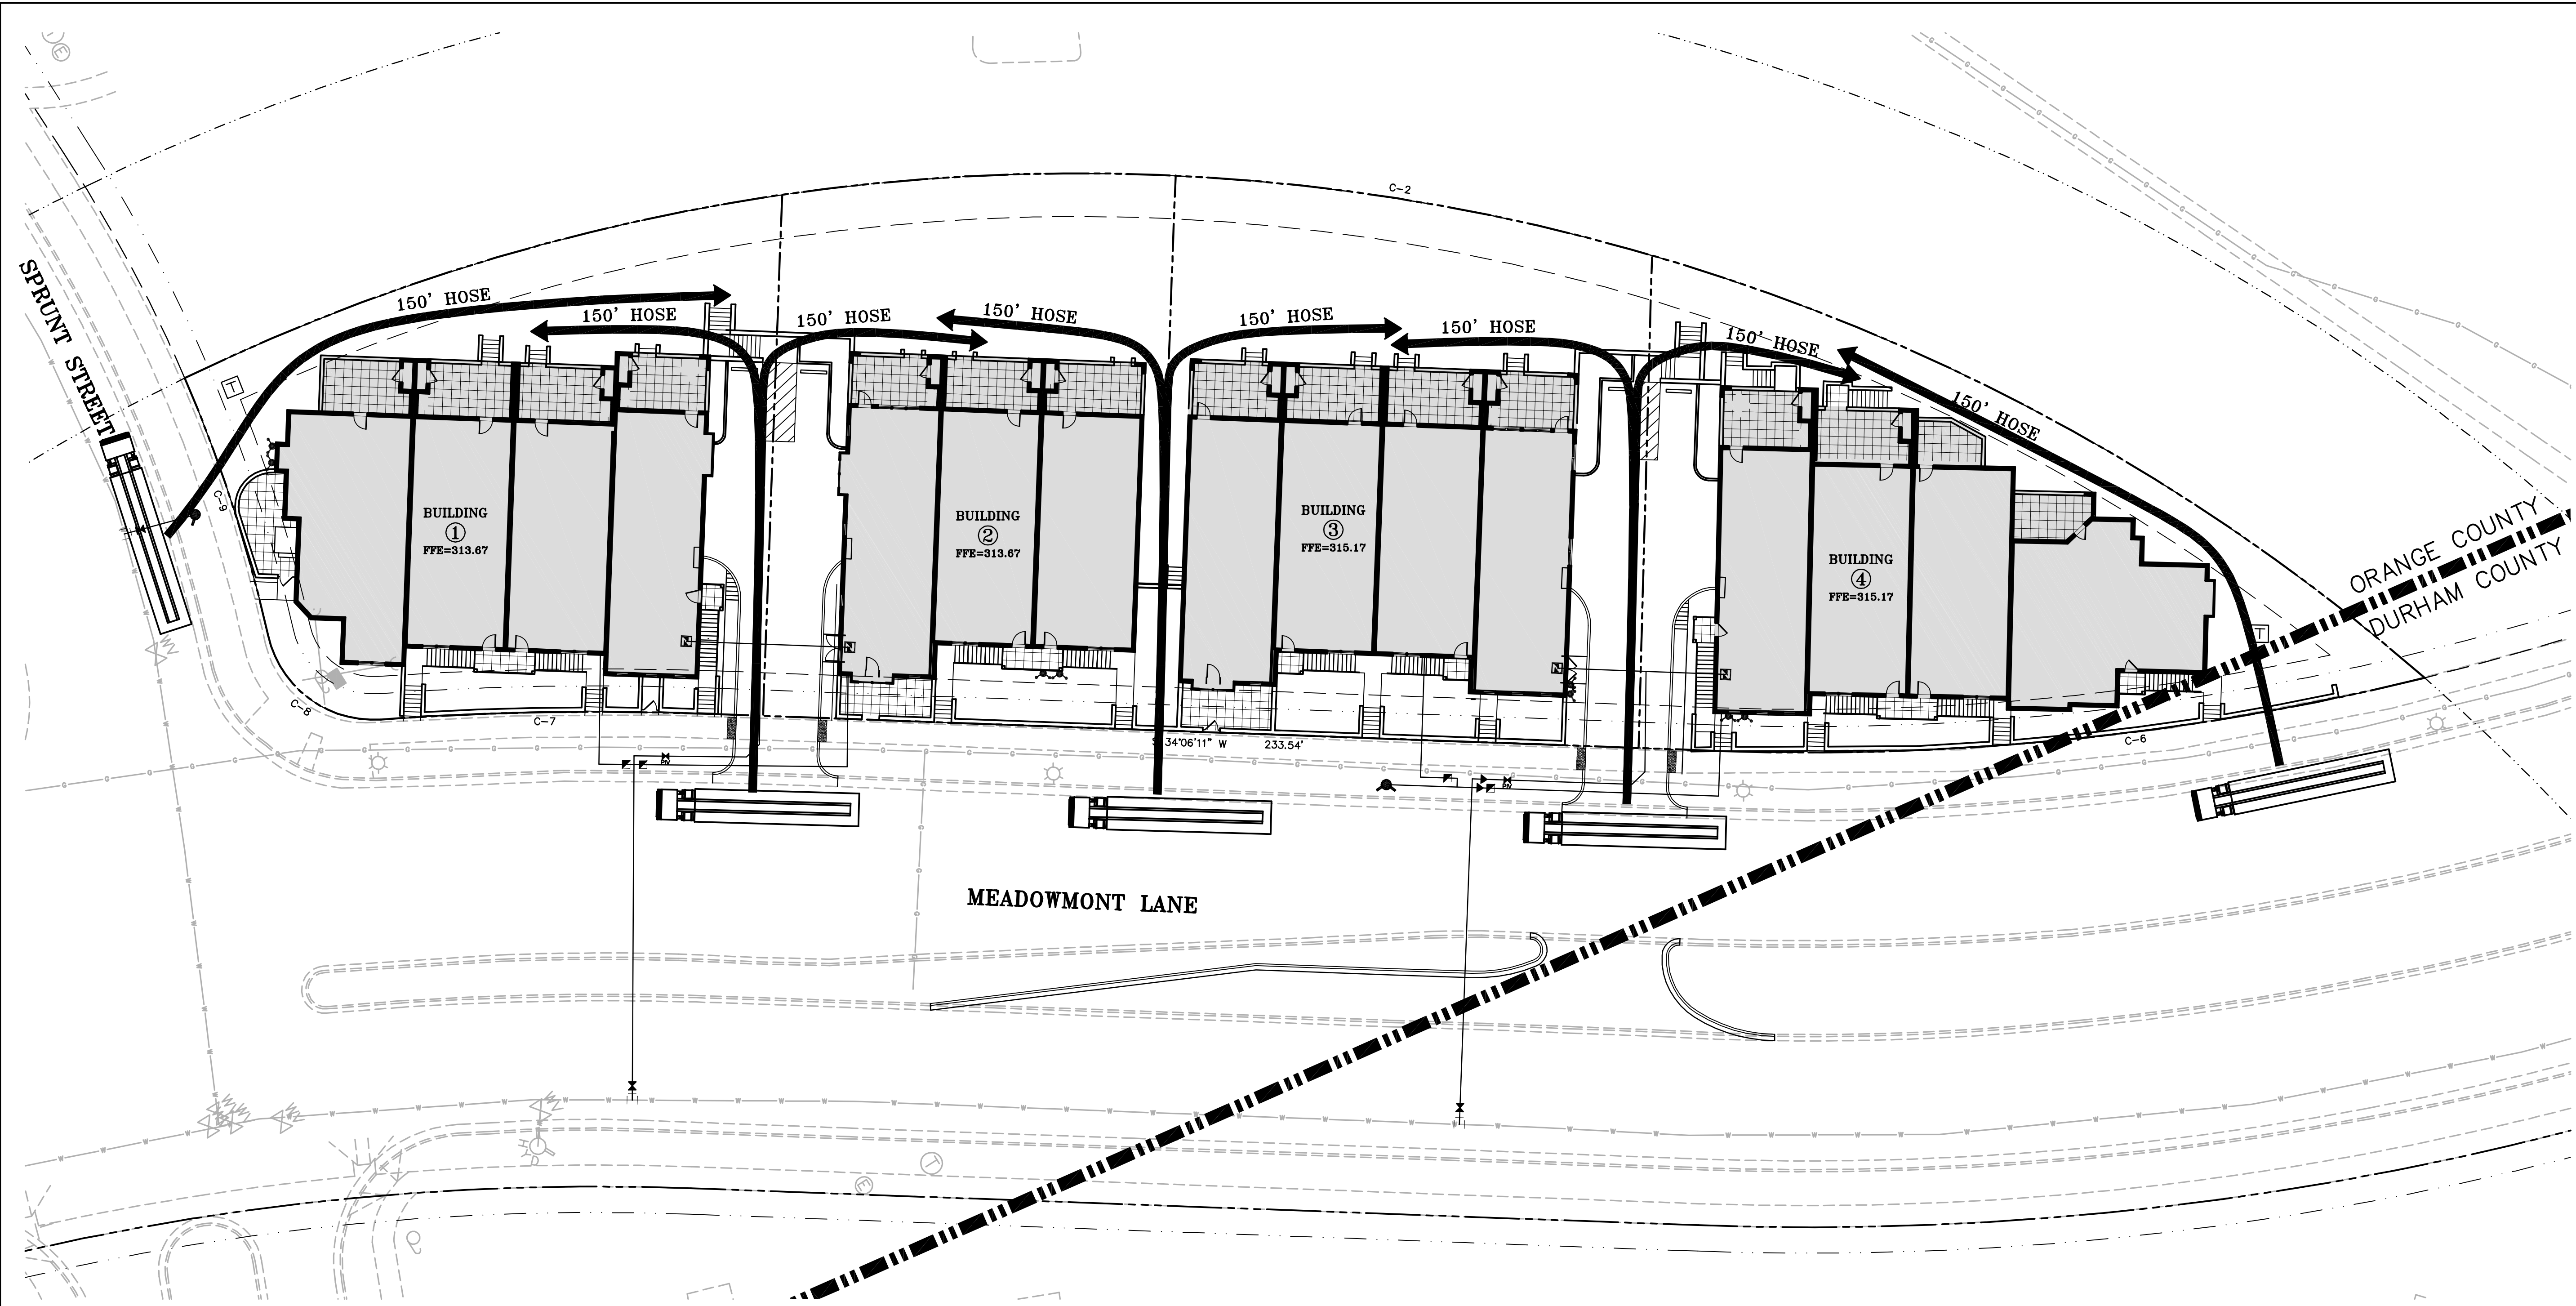 C-2
SPRUNT STREET
150' HOSE
150' HOSE
150' HOSE
150' HOSE
150' HOSE
150' HOSE
150' HOSE
150' HOSE
C-9
BUILDING
1
FFE=313.67
BUILDING
2
FFE=313.67
BUILDING
3
FFE=315.17
BUILDING
4
FFE=315.17
ORANGE COUNTY
DURHAM COUNTY
C-8
C-7
S 34°06'11" W 233.54'
C-6
MEADOWMONT LANE